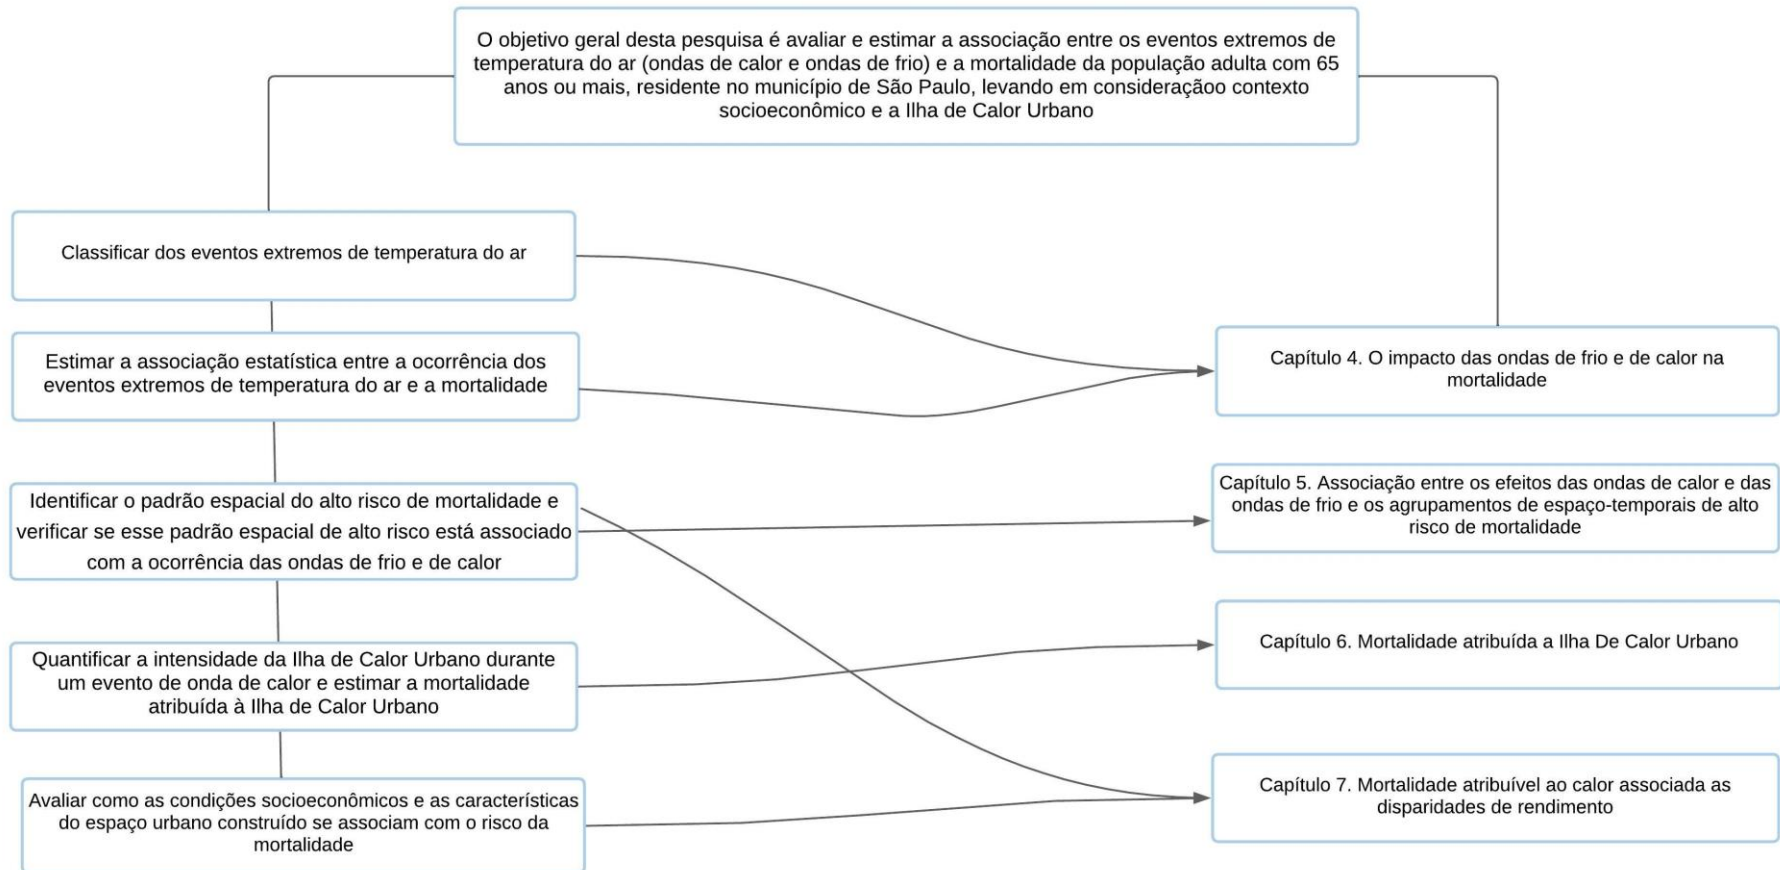 O objetivo geral desta pesquisa é avaliar e estimar a associação entre os eventos extremos de
temperatura do ar (ondas de calor e ondas de frio) e a mortalidade da população adulta com 65
anos ou mais, residente no município de São Paulo, levando em consideraçãoo contexto
socioeconômico e a Ilha de Calor Urbano
Classificar dos eventos extremos de temperatura do ar
Estimar a associação estatística entre a ocorrência dos
eventos extremos de temperatura do ar e a mortalidade
Identificar o padrão espacial do alto risco de mortalidade e
verificar se esse padrão espacial de alto risco está associado
com a ocorrência das ondas de frio e de calor
Quantificar a intensidade da Ilha de Calor Urbano durante
um evento de onda de calor e estimar a mortalidade
atribuída à Ilha de Calor Urbano
Avaliar como as condições socioeconômicos e as características
do espaço urbano construído se associam com o risco da
mortalidade
Capítulo 4. O impacto das ondas de frio e de calor na
mortalidade
Capítulo 5. Associação entre os efeitos das ondas de calor e das
ondas de frio e os agrupamentos de espaço-temporais de alto
risco de mortalidade
Capítulo 6. Mortalidade atribuída a Ilha De Calor Urbano
Capítulo 7. Mortalidade atribuível ao calor associada as
disparidades de rendimento